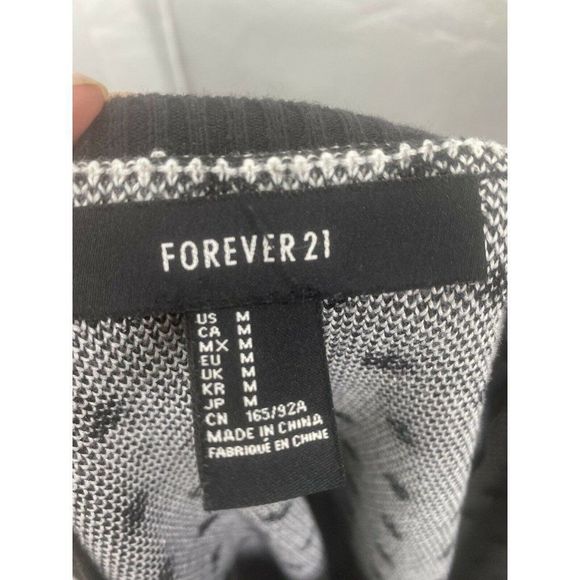 FOREVER 21
US M
CA M
MX M
EU M
UK M
KR M
JP M
CN 165/92A
MADE IN CHINA
FABRIQUÉ EN CHINE